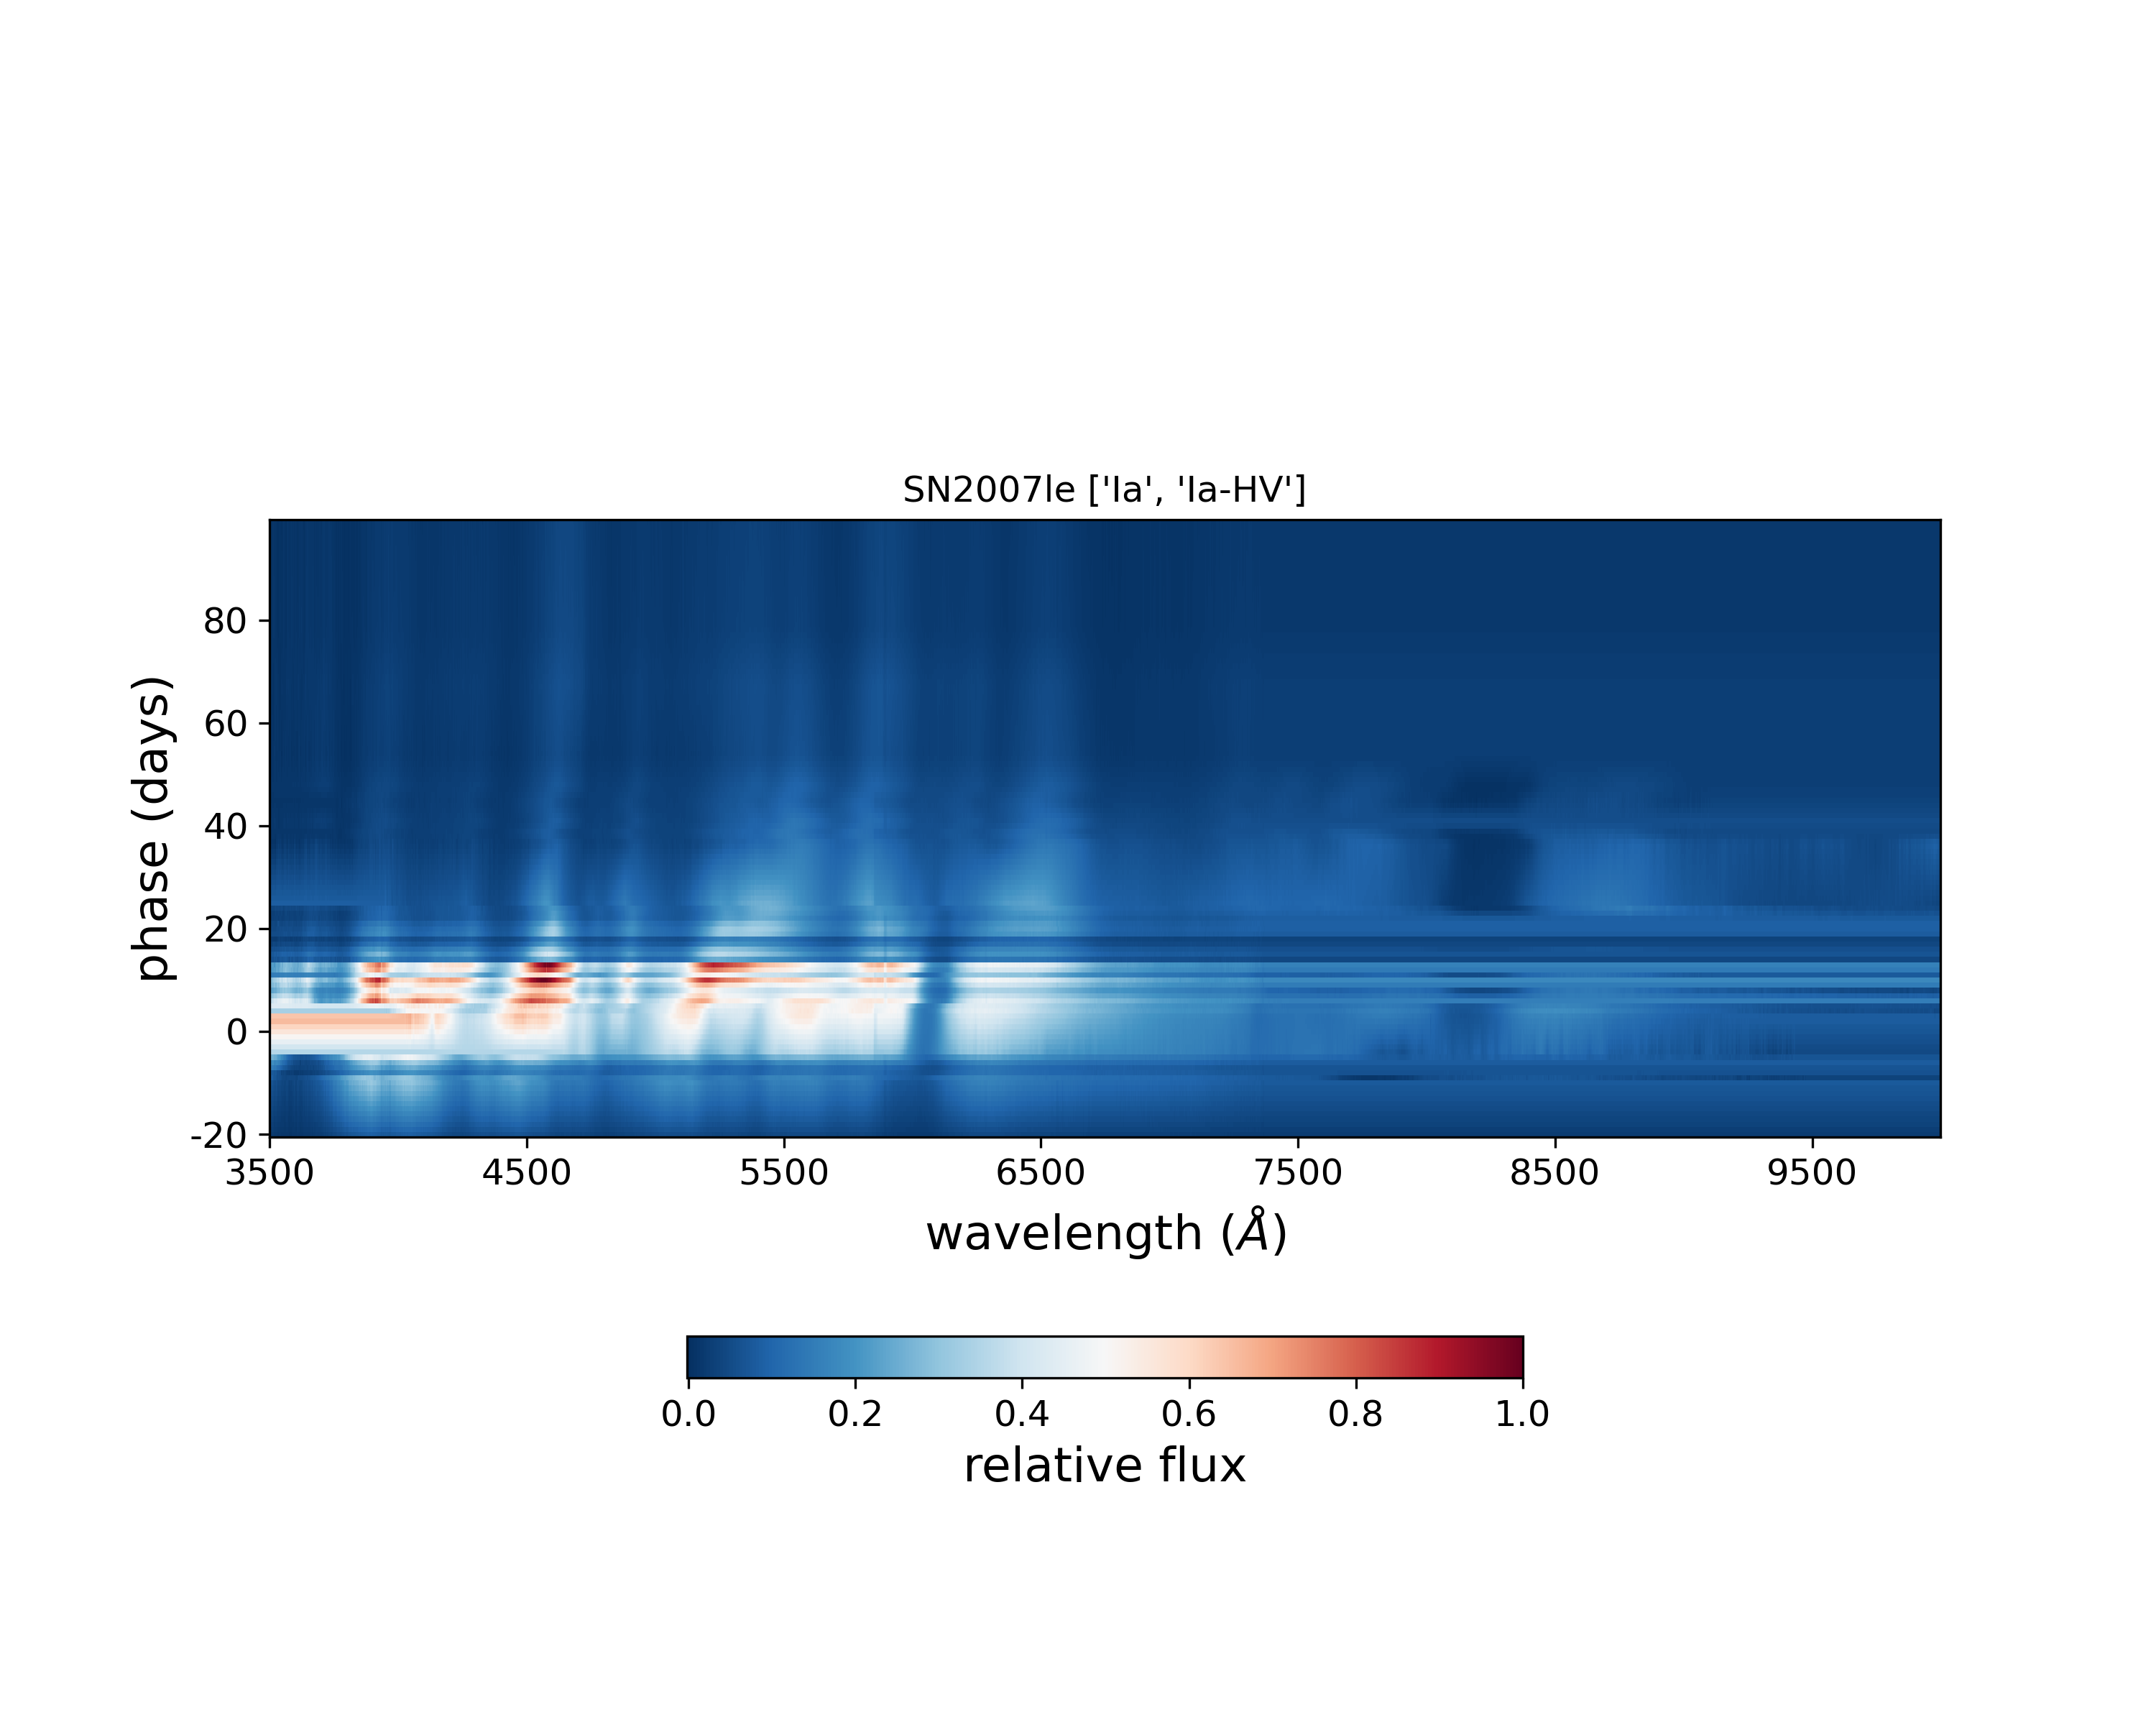 SN2007le ['Ia', 'Ia-HV']
80
60
40
20
0
-20
phase (days)
3500 4500 5500 6500 7500 8500 9500
wavelength (Å)
0.0 0.2 0.4 0.6 0.8 1.0
relative flux